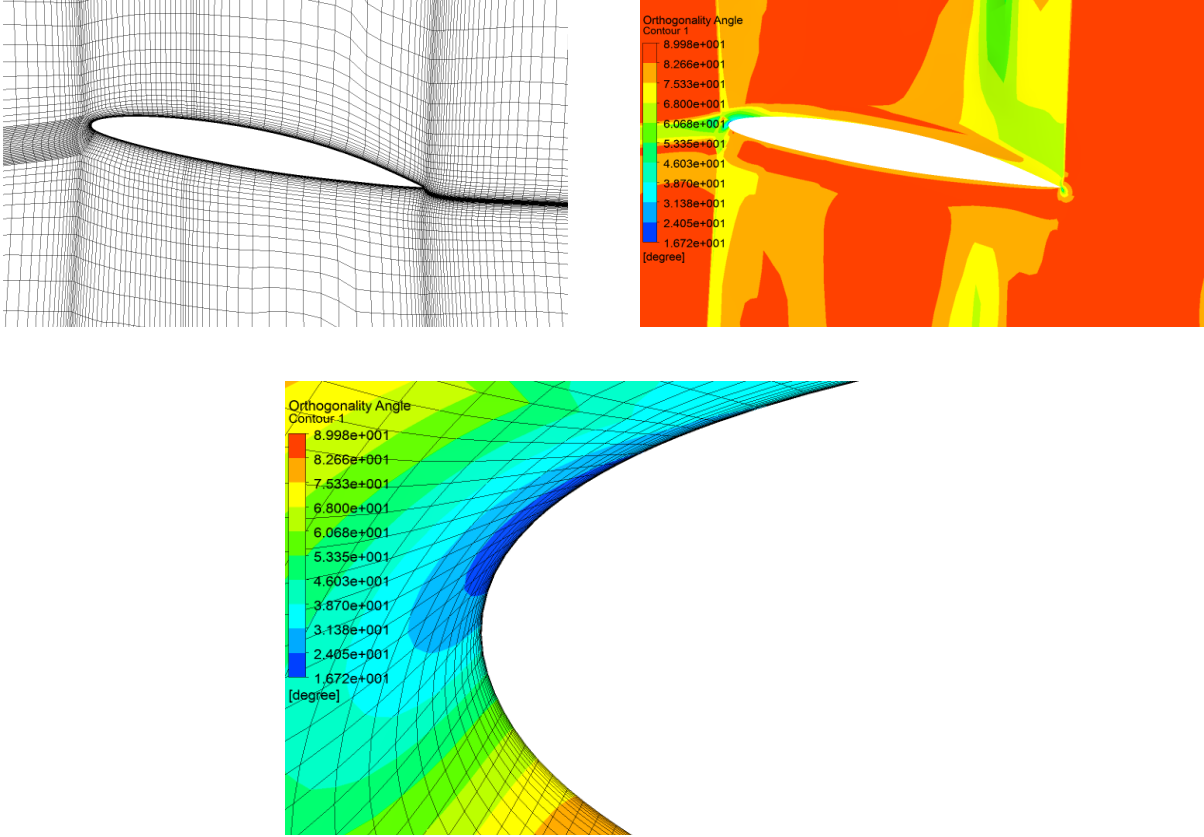 Orthogonality Angle
Contour 1
8.998e+001
8.266e+001
7.533e+001
6.800e+001
6.068e+001
5.335e+001
4.603e+001
3.870e+001
3.138e+001
2.405e+001
1.672e+001
[degree]
Orthogonality Angle
Contour 1
8.998e+001
8.266e+001
7.533e+001
6.800e+001
6.068e+001
5.335e+001
4.603e+001
3.870e+001
3.138e+001
2.405e+001
1.672e+001
[degree]